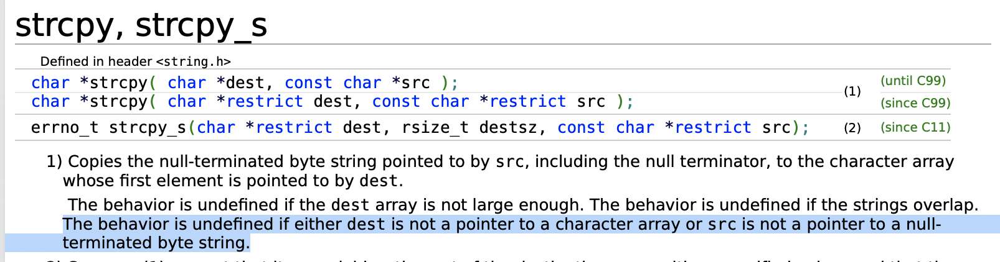 strcpy, strcpy_s
Defined in header <string.h>
char *strcpy( char *dest, const char *src );
(until C99)
(1)
char *strcpy( char *restrict dest, const char *restrict src );
(since C99)
errno_t strcpy_s(char *restrict dest, rsize_t destsz, const char *restrict src);
(2)
(since C11)
1) Copies the null-terminated byte string pointed to by src, including the null terminator, to the character array
whose first element is pointed to by dest.
The behavior is undefined if the dest array is not large enough. The behavior is undefined if the strings overlap.
The behavior is undefined if either dest is not a pointer to a character array or src is not a pointer to a null-
terminated byte string.